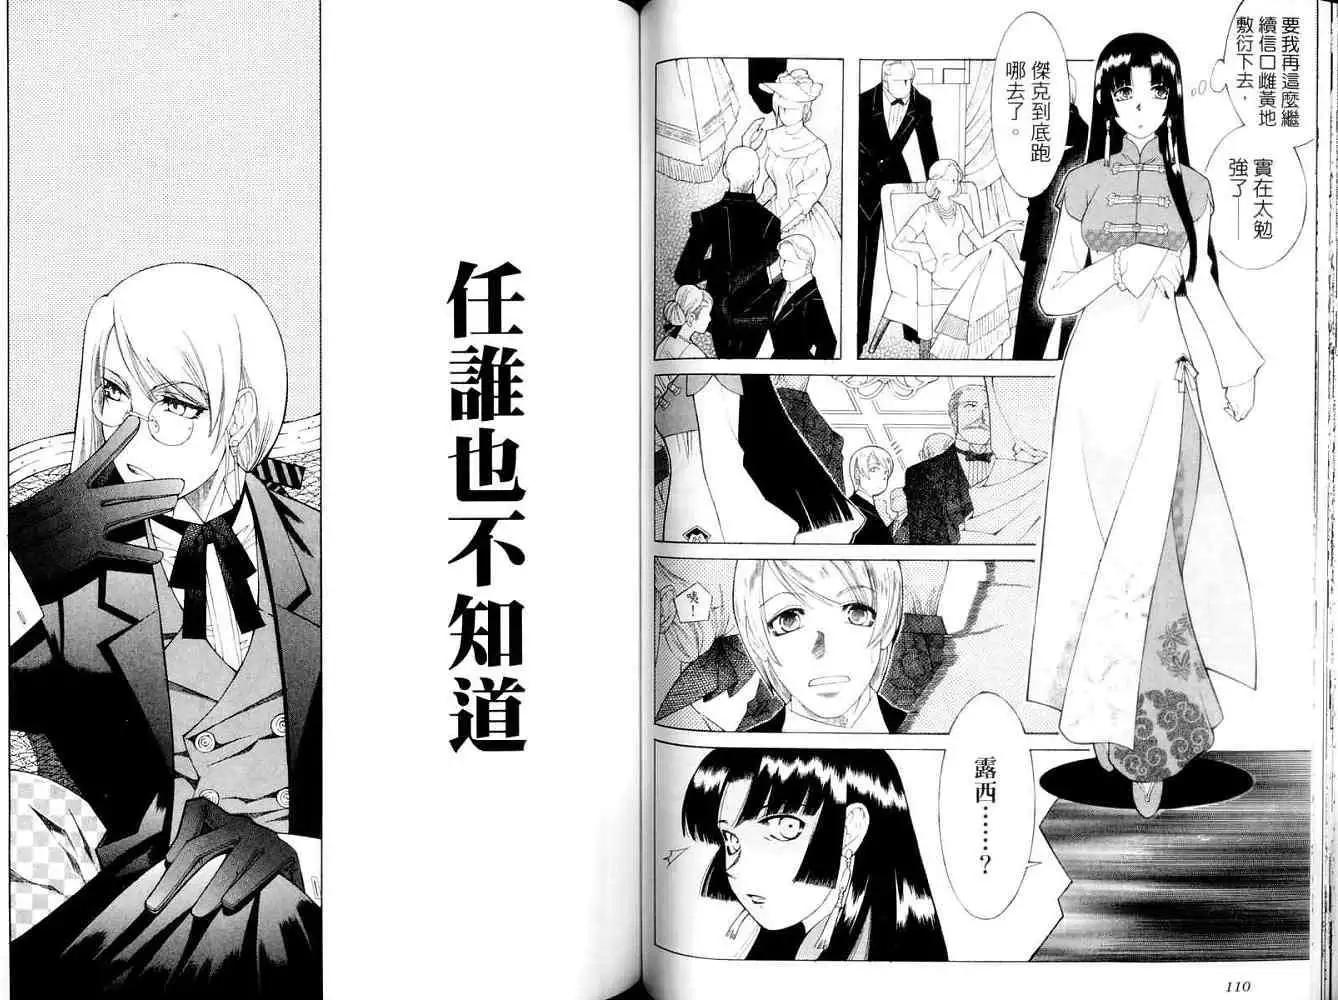 要我再這麼繼
續信口雌黃地
敷衍下去，
實在太勉
強了——
傑克到底跑
哪去了。
咦！
露西……？
110
任誰也不知道